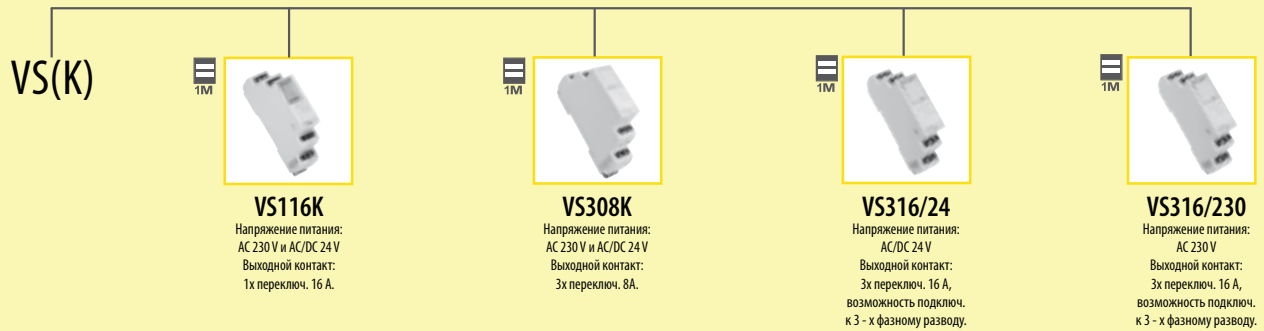 VS(K)
1M
VS116K
Напряжение питания:
AC 230 V и AC/DC 24 V
Выходной контакт:
1x переключ. 16 А.
1M
VS308K
Напряжение питания:
AC 230 V и AC/DC 24 V
Выходной контакт:
3x переключ. 8А.
1M
VS316/24
Напряжение питания:
AC/DC 24 V
Выходной контакт:
3x переключ. 16 А,
возможность подключ.
к 3 - х фазному разводу.
1M
VS316/230
Напряжение питания:
AC 230 V
Выходной контакт:
3x переключ. 16 А,
возможность подключ.
к 3 - х фазному разводу.